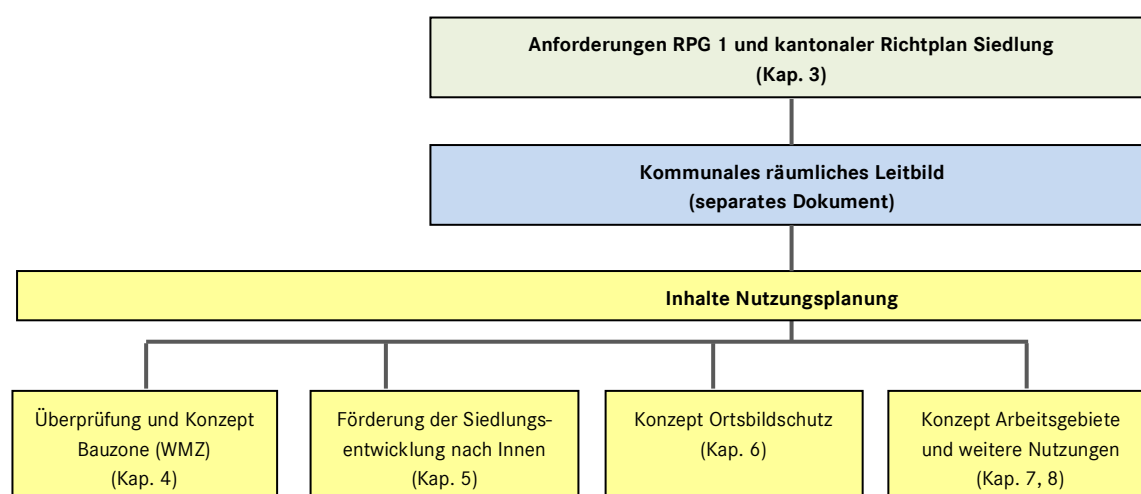 Anforderungen RPG 1 und kantonaler Richtplan Siedlung
(Kap. 3)
Kommunales räumliches Leitbild
(separates Dokument)
Inhalte Nutzungsplanung
Überprüfung und Konzept
Bauzone (WMZ)
(Kap. 4)
Förderung der Siedlungs-
entwicklung nach Innen
(Kap. 5)
Konzept Ortsbildschutz
(Kap. 6)
Konzept Arbeitsgebiete
und weitere Nutzungen
(Kap. 7, 8)